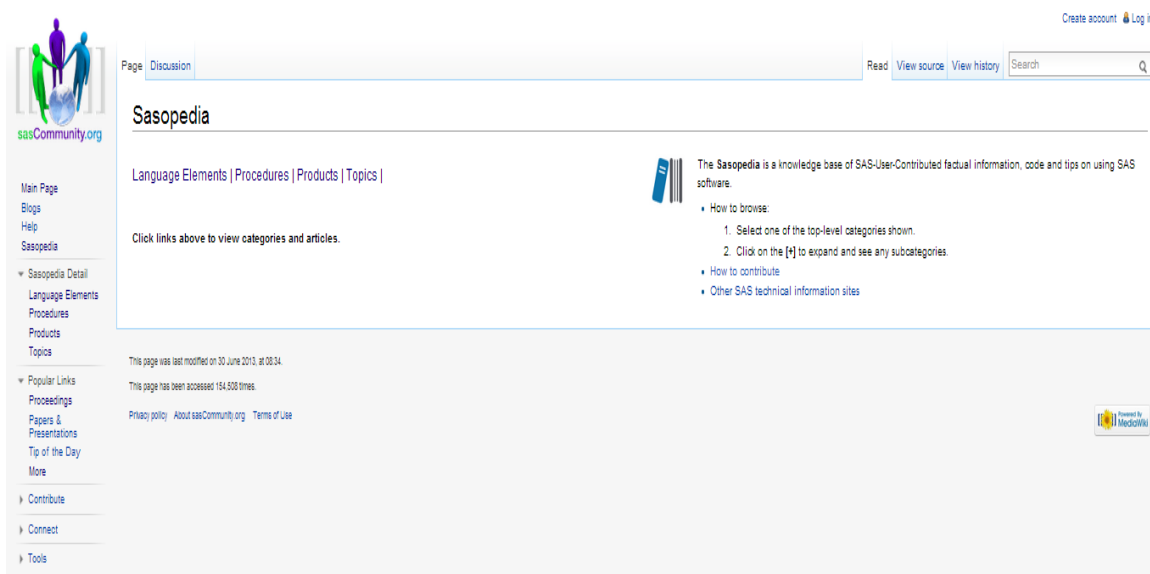 Create account Log i
sasCommunity.org
Page Discussion
Read View source View history Search
Sasopedia
Language Elements | Procedures | Products | Topics |
Click links above to view categories and articles.
The Sasopedia is a knowledge base of SAS-User-Contributed factual information, code and tips on using SAS
software.
How to browse:
1. Select one of the top-level categories shown.
2. Click on the [+] to expand and see any subcategories.
How to contribute
Other SAS technical information sites
Main Page
Blogs
Help
Sasopedia
Sasopedia Detail
Language Elements
Procedures
Products
Topics
Popular Links
Proceedings
Papers &
Presentations
Tip of the Day
More
Contribute
Connect
Tools
This page was last modified on 30 June 2013, at 08:34.
This page has been accessed 154,508 times.
Privacy policy About sasCommunity.org Terms of Use
Powered By
MediaWiki